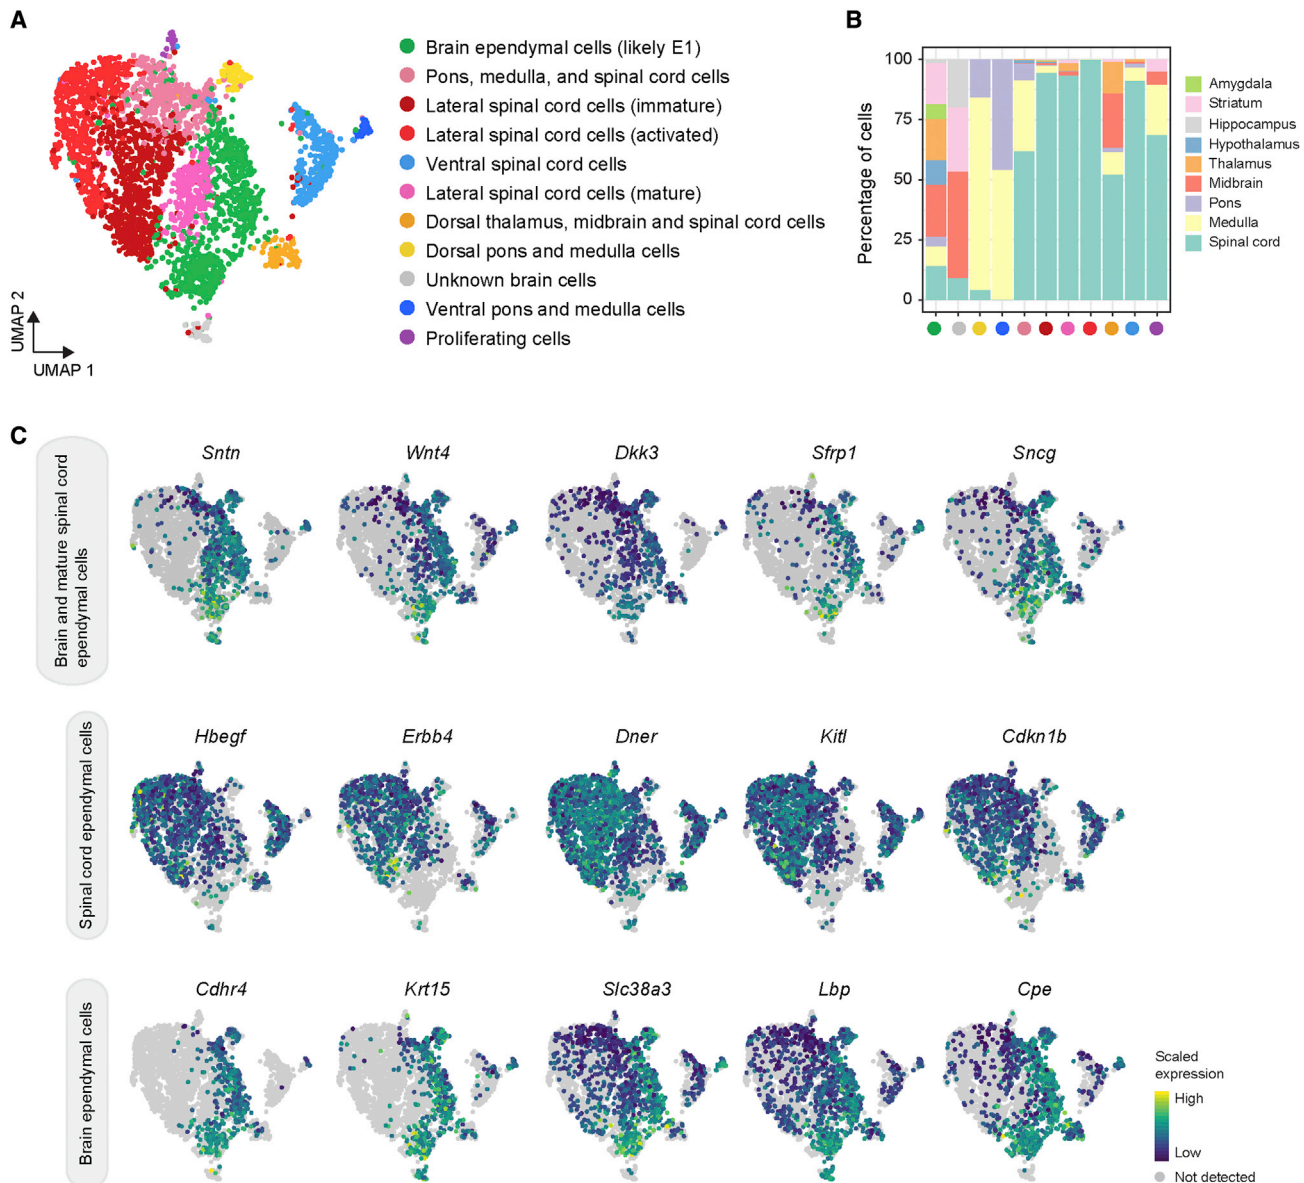 A
UMAP 2
UMAP 1
Brain ependymal cells (likely E1)
Pons, medulla, and spinal cord cells
Lateral spinal cord cells (immature)
Lateral spinal cord cells (activated)
Ventral spinal cord cells
Lateral spinal cord cells (mature)
Dorsal thalamus, midbrain and spinal cord cells
Dorsal pons and medulla cells
Unknown brain cells
Ventral pons and medulla cells
Proliferating cells
B
Percentage of cells
100
75
50
25
0
Amygdala
Striatum
Hippocampus
Hypothalamus
Thalamus
Midbrain
Pons
Medulla
Spinal cord
C
Brain and mature spinal cord
ependymal cells
Sntn
Wnt4
Dkk3
Sfrp1
Sncg
Spinal cord ependymal cells
Hbegf
Erbb4
Dner
Kitl
Cdkn1b
Brain ependymal cells
Cdhr4
Krt15
Slc38a3
Lbp
Cpe
Scaled
expression
High
Low
Not detected